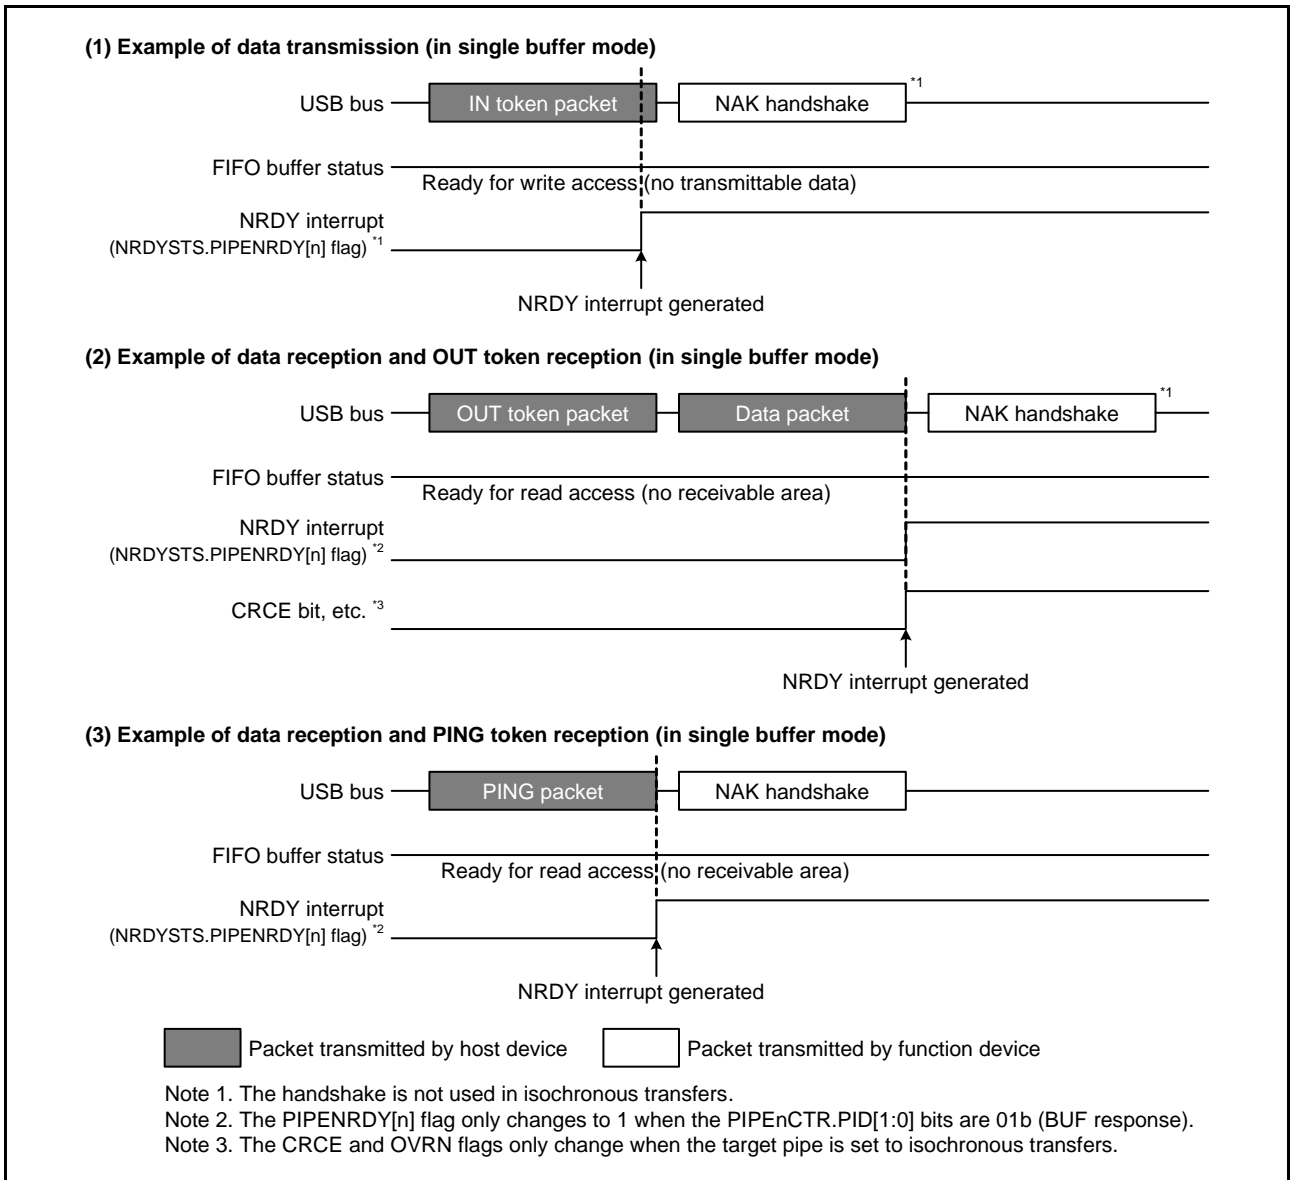 (1) Example of data transmission (in single buffer mode)
USB bus
IN token packet
NAK handshake
*1
FIFO buffer status
Ready for write access (no transmittable data)
NRDY interrupt
(NRDYSTS.PIPENRDY[n] flag) *1
NRDY interrupt generated
(2) Example of data reception and OUT token reception (in single buffer mode)
USB bus
OUT token packet
Data packet
NAK handshake
*1
FIFO buffer status
Ready for read access (no receivable area)
NRDY interrupt
(NRDYSTS.PIPENRDY[n] flag) *2
CRCE bit, etc. *3
NRDY interrupt generated
(3) Example of data reception and PING token reception (in single buffer mode)
USB bus
PING packet
NAK handshake
FIFO buffer status
Ready for read access (no receivable area)
NRDY interrupt
(NRDYSTS.PIPENRDY[n] flag) *2
NRDY interrupt generated
Packet transmitted by host device
Packet transmitted by function device
Note 1. The handshake is not used in isochronous transfers.
Note 2. The PIPENRDY[n] flag only changes to 1 when the PIPEnCTR.PID[1:0] bits are 01b (BUF response).
Note 3. The CRCE and OVRN flags only change when the target pipe is set to isochronous transfers.